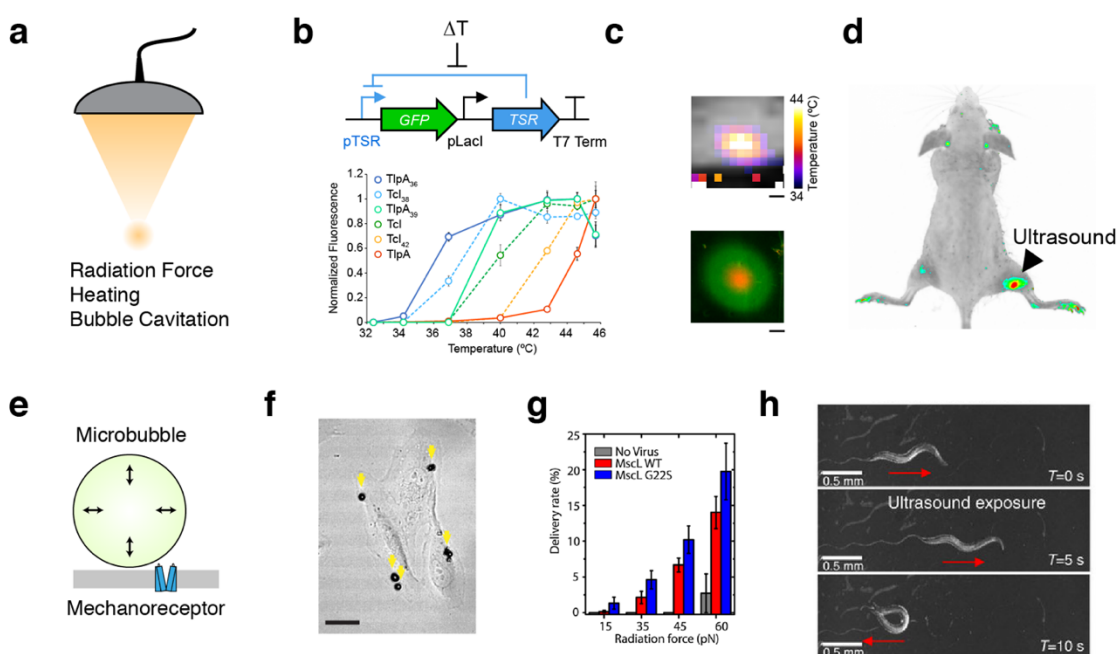 a
Radiation Force
Heating
Bubble Cavitation
b
ΔT
GFP
TSR
pTSR
pLacI
T7 Term
Normalized Fluorescence
1.2
1
0.8
0.6
0.4
0.2
0
TlpA36
TcI38
TlpA39
TcI
TcI42
TlpA
32 34 36 38 40 42 44 46
Temperature (ºC)
c
44
Temperature (ºC)
34
d
Ultrasound
e
Microbubble
Mechanoreceptor
f
g
Delivery rate (%)
25
20
15
10
5
0
No Virus
MscL WT
MscL G22S
15 35 45 60
Radiation force (pN)
h
0.5 mm
T=0 s
Ultrasound exposure
0.5 mm
T=5 s
0.5 mm
T=10 s